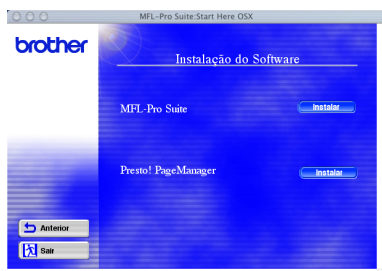 MFL-Pro Suite:Start Here OSX
brother
Instalação do Software
MFL-Pro Suite
Instalar
Presto! PageManager
Instalar
Anterior
Sair